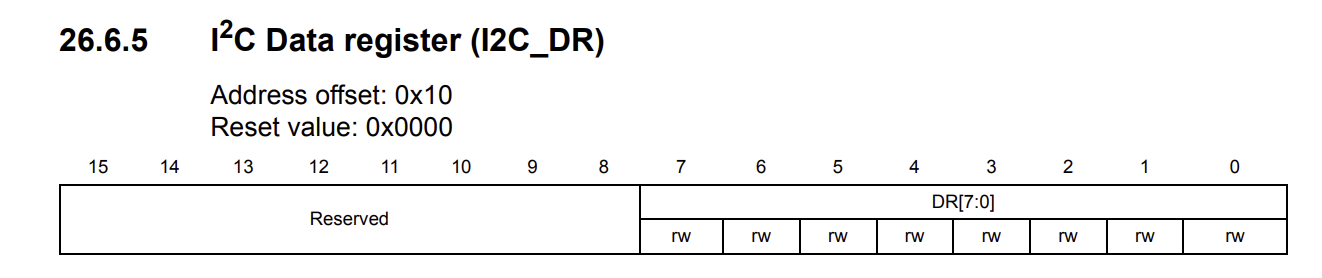 26.6.5 I²C Data register (I2C_DR)
Address offset: 0x10
Reset value: 0x0000
15 14 13 12 11 10 9 8 7 6 5 4 3 2 1 0
Reserved DR[7:0]
rw rw rw rw rw rw rw rw